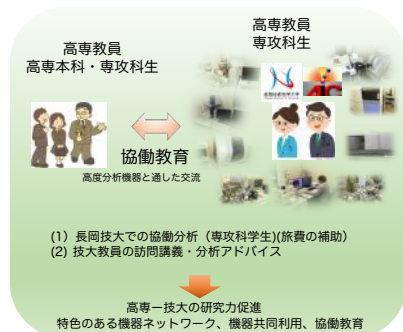 高専教員
専攻科生
高専教員
高専本科・専攻科生
協働教育
高度分析機器と通した交流
(1) 長岡技大での協働分析（専攻科学生)(旅費の補助）
(2) 技大教員の訪問講義・分析アドバイス
高専ー技大の研究力促進
特色のある機器ネットワーク、機器共同利用、協働教育